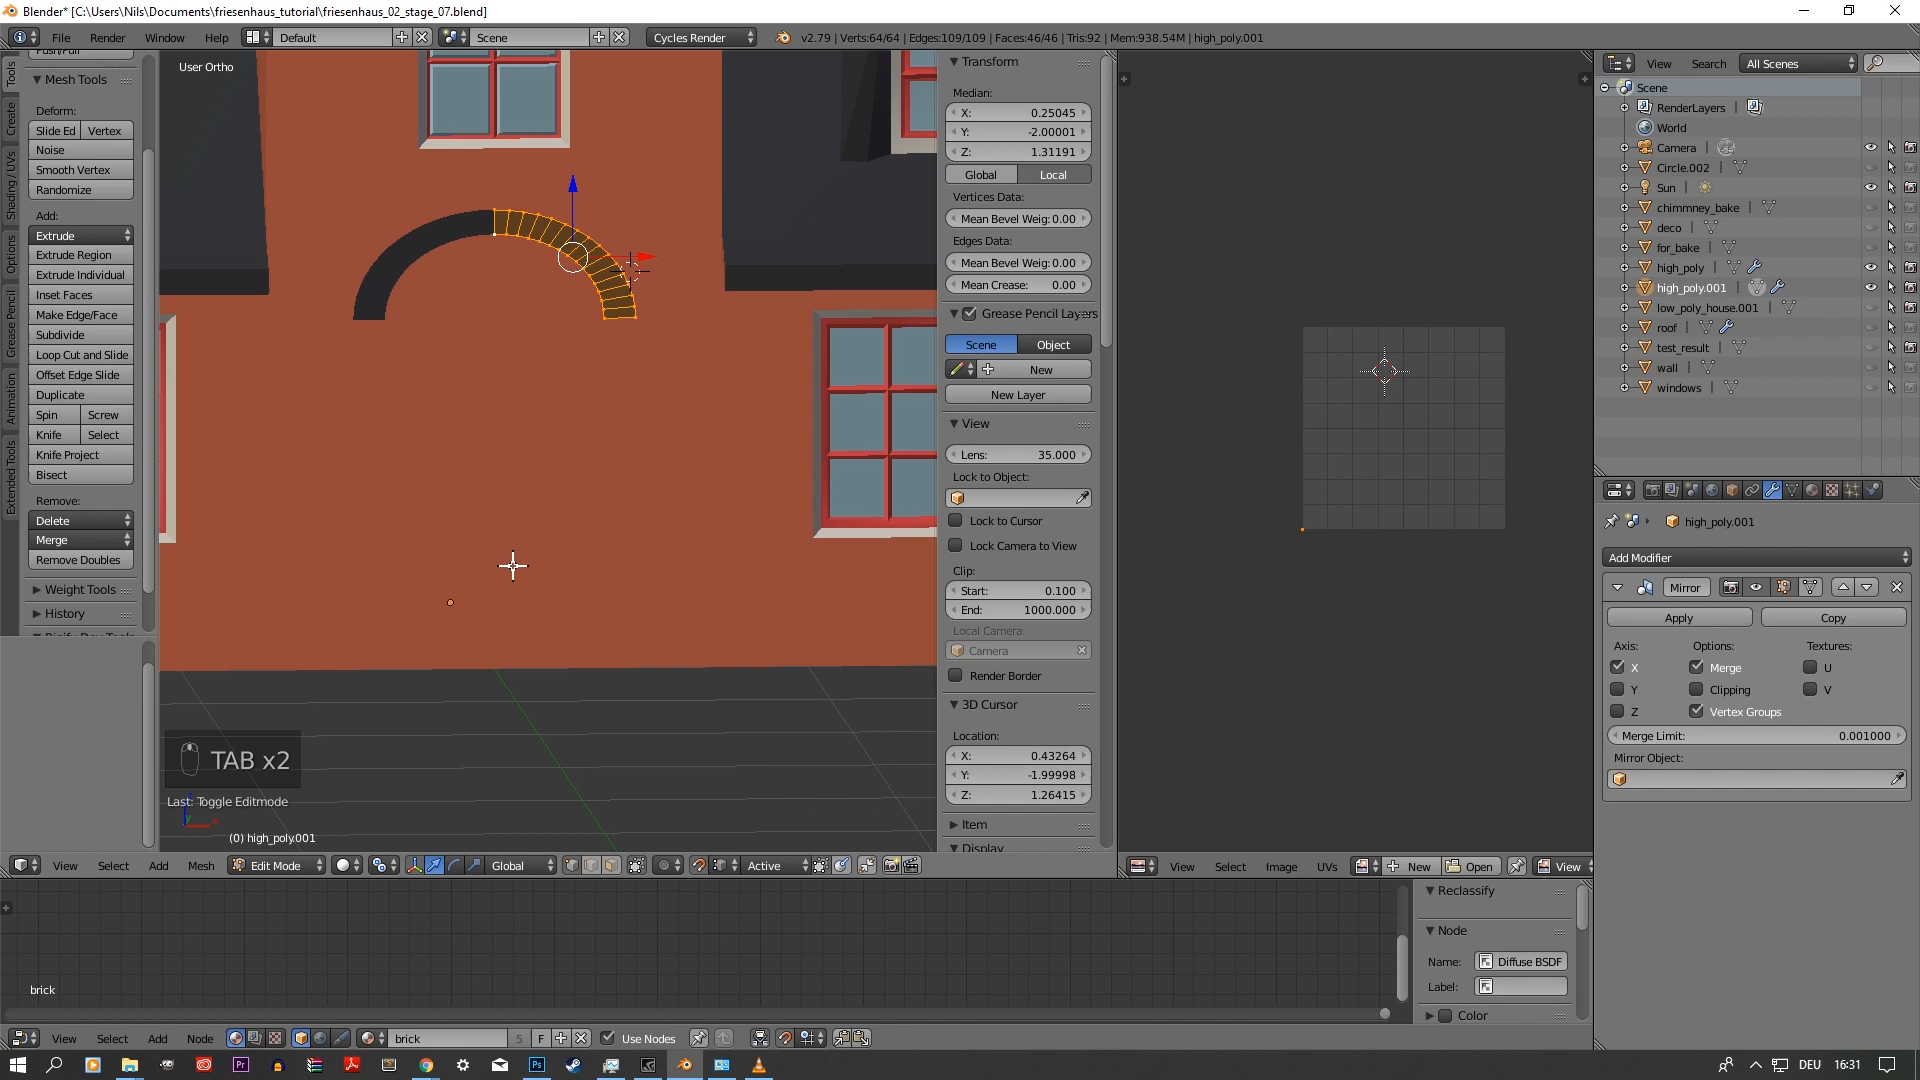 Blender* [C:\Users\Nils\Documents\friesenhaus_tutorial\friesenhaus_02_stage_07.blend]
File Render Window Help Default Scene Cycles Render v2.79 | Verts:64/64 | Edges:109/109 | Faces:46/46 | Tris:92 | Mem:938.54M | high_poly.001
Tools
Create
Shading / UVs
Options
Grease Pencil
Animation
Extended Tools
Mesh Tools
Deform:
Slide Ed Vertex
Noise
Smooth Vertex
Randomize
Add:
Extrude
Extrude Region
Extrude Individual
Inset Faces
Make Edge/Face
Subdivide
Loop Cut and Slide
Offset Edge Slide
Duplicate
Spin Screw
Knife Select
Knife Project
Bisect
Remove:
Delete
Merge
Remove Doubles
Weight Tools
History
User Ortho
TAB x2
Last: Toggle Editmode
(0) high_poly.001
Transform
Median:
X: 0.25045
Y: -2.00001
Z: 1.31191
Global Local
Vertices Data:
Mean Bevel Weig: 0.00
Edges Data:
Mean Bevel Weig: 0.00
Mean Crease: 0.00
Grease Pencil Layers
Scene Object
New
New Layer
View
Lens: 35.000
Lock to Object:
Lock to Cursor
Lock Camera to View
Clip:
Start: 0.100
End: 1000.000
Local Camera:
Camera
Render Border
3D Cursor
Location:
X: 0.43264
Y: -1.99998
Z: 1.26415
Item
Display
View Select Add Mesh Edit Mode Global Active
View Select Image UVs New Open View
View Search All Scenes
Scene
RenderLayers |
World
Camera |
Circle.002 |
Sun |
chimmney_bake |
deco |
for_bake |
high_poly |
high_poly.001 |
low_poly_house.001 |
roof |
test_result |
wall |
windows |
high_poly.001
Add Modifier
Mirror
Apply Copy
Axis: Options: Textures:
X Merge U
Y Clipping V
Z Vertex Groups
Merge Limit: 0.001000
Mirror Object:
brick
Reclassify
Node
Name: Diffuse BSDF
Label:
Color
View Select Add Node brick 5 F Use Nodes
DEU 16:31